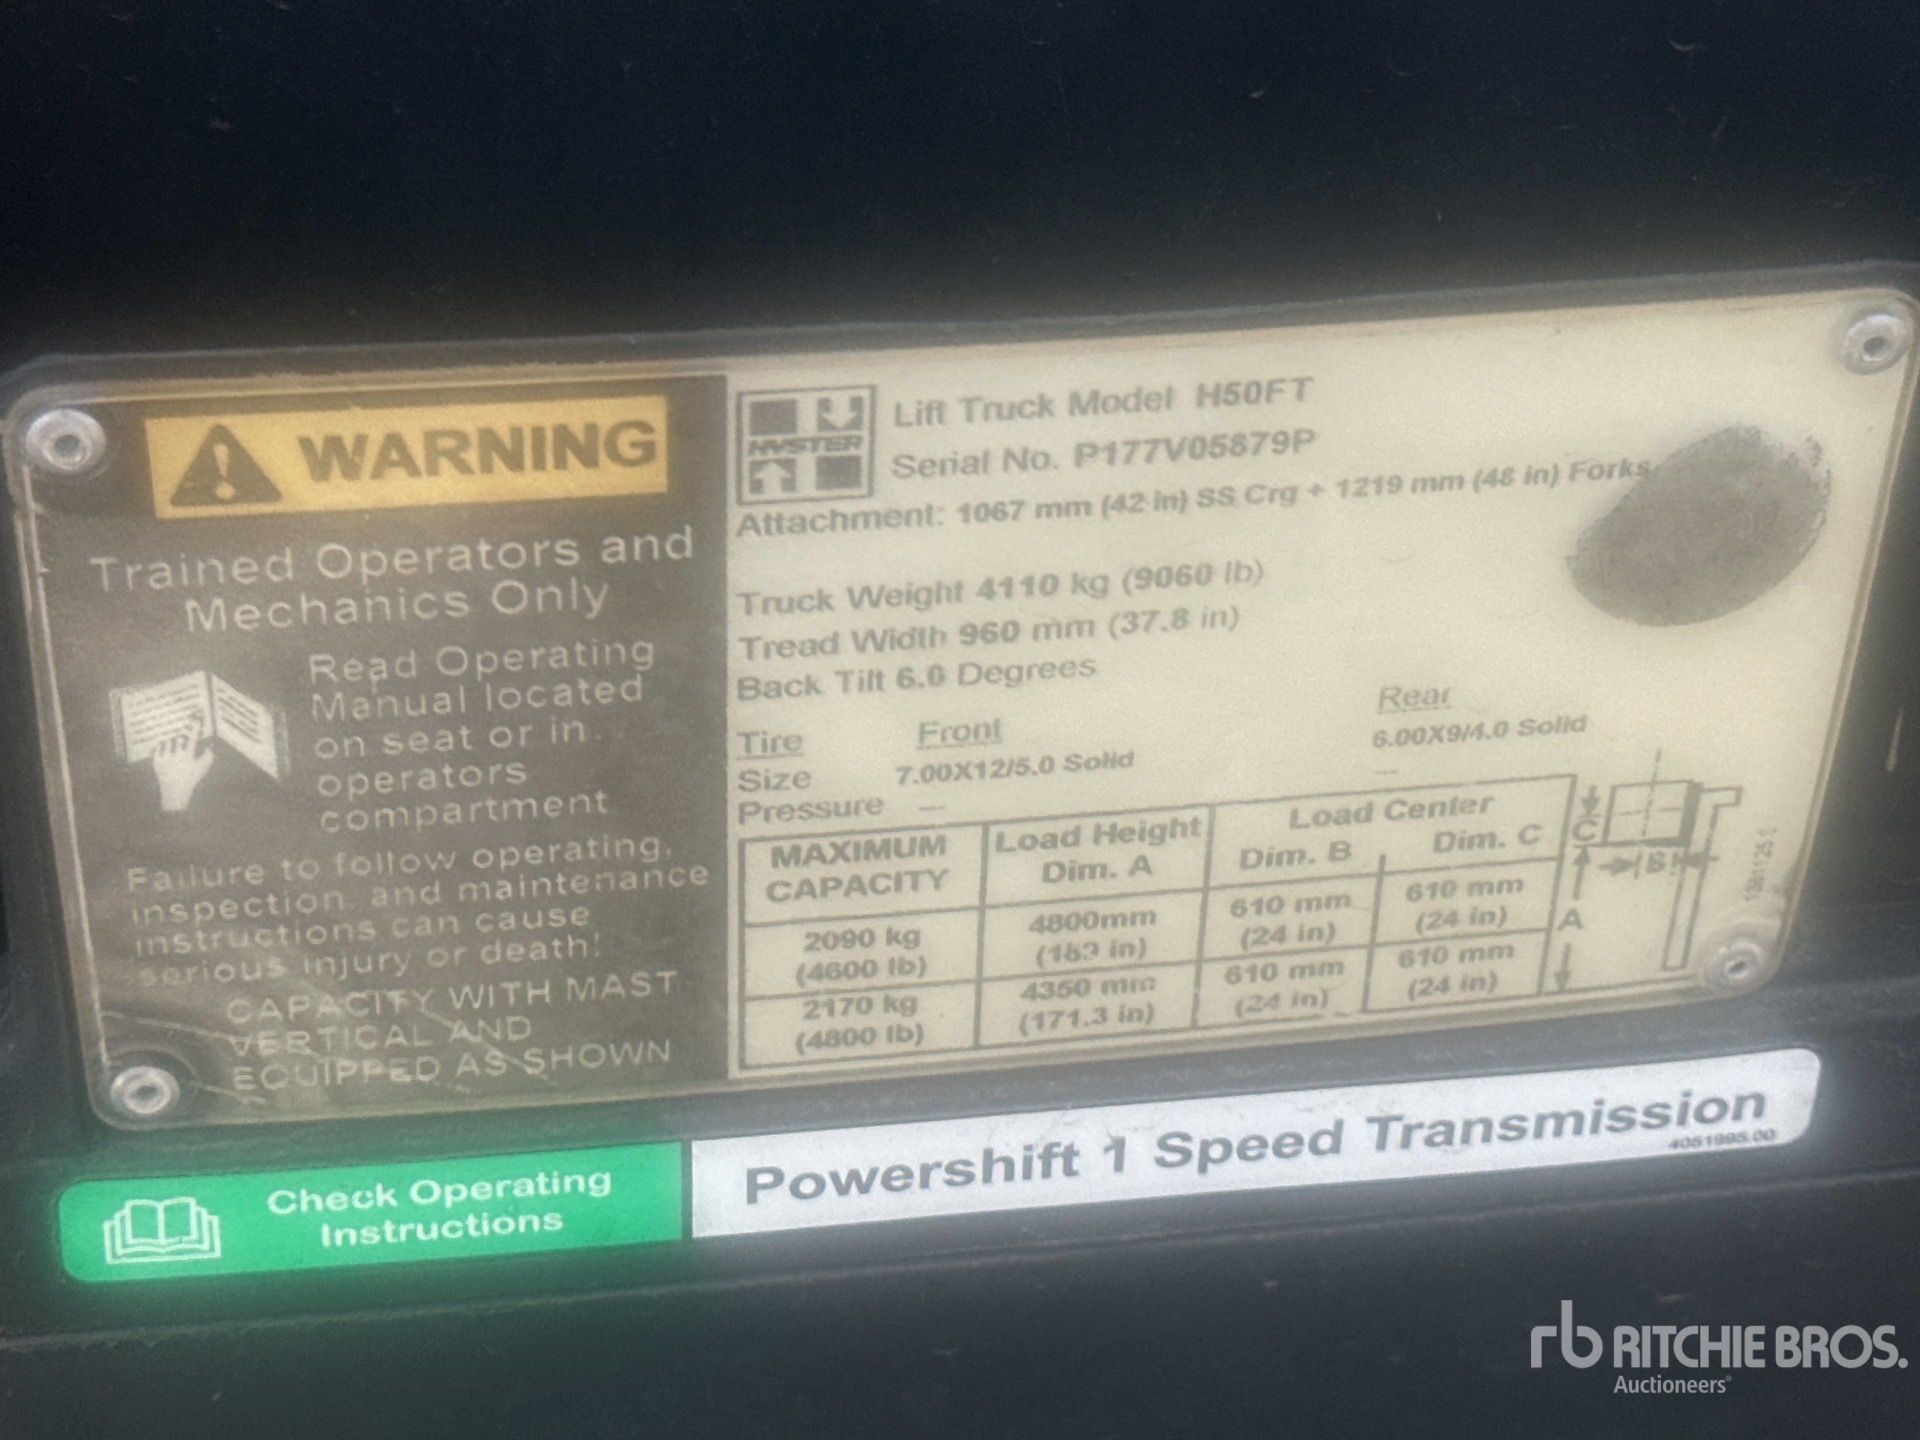 WARNING
Trained Operators and
Mechanics Only
Read Operating
Manual located
on seat or in
operators
compartment
Failure to follow operating,
inspection, and maintenance
instructions can cause
serious injury or death!
CAPACITY WITH MAST
VERTICAL AND
EQUIPPED AS SHOWN
HYSTER
Lift Truck Model H50FT
Serial No. P177V05879P
Attachment: 1067 mm (42 in) SS Crg + 1219 mm (48 in) Forks
Truck Weight 4110 kg (9060 lb)
Tread Width 960 mm (37.8 in)
Back Tilt 6.0 Degrees
Tire Front Rear
Size 7.00X12/5.0 Solid 6.00X9/4.0 Solid
Pressure --- ---
MAXIMUM CAPACITY Load Height Dim. A Load Center Dim. B Dim. C
2090 kg 4800mm 610 mm 610 mm
(4600 lb) (189 in) (24 in) (24 in)
2170 kg 4350 mm 610 mm 610 mm
(4800 lb) (171.3 in) (24 in) (24 in)
C
B
A
Check Operating
Instructions
Powershift 1 Speed Transmission
4051995.00
rb RITCHIE BROS.
Auctioneers®